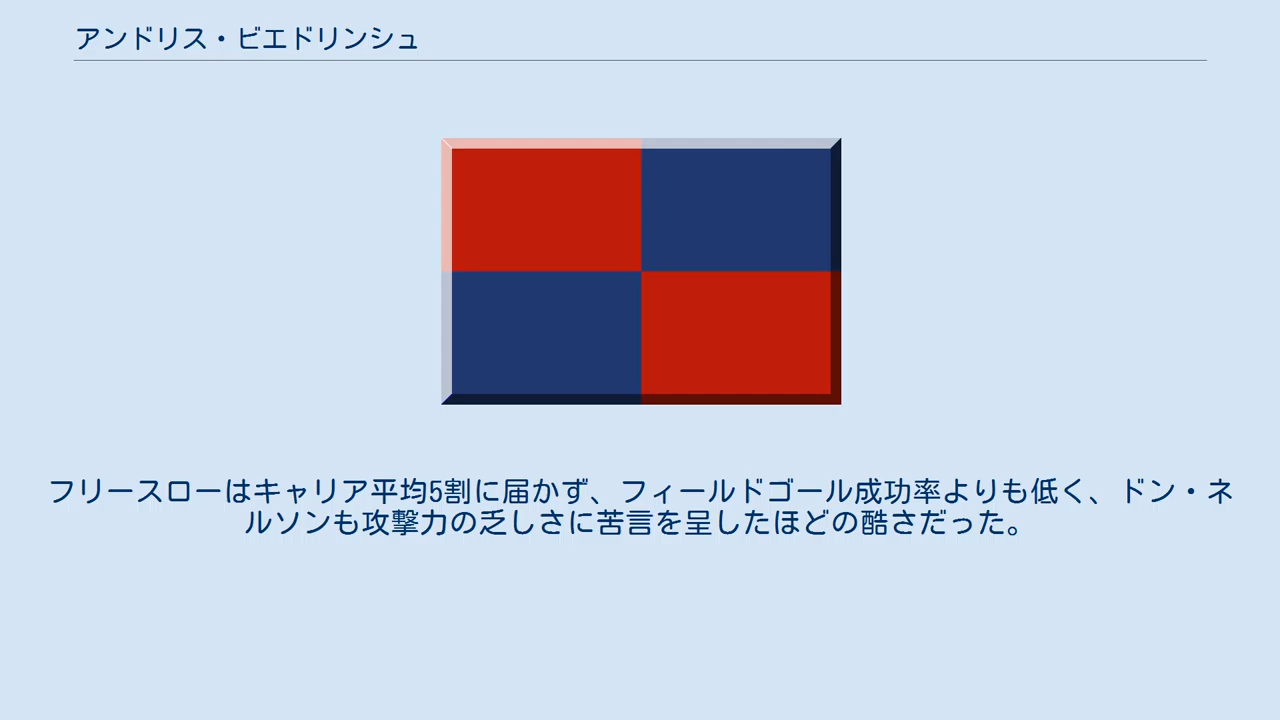 アンドリス・ビエドリンシュ
フリースローはキャリア平均5割に届かず、フィールドゴール成功率よりも低く、ドン・ネ
ルソンも攻撃力の乏しさに苦言を呈したほどの酷さだった。